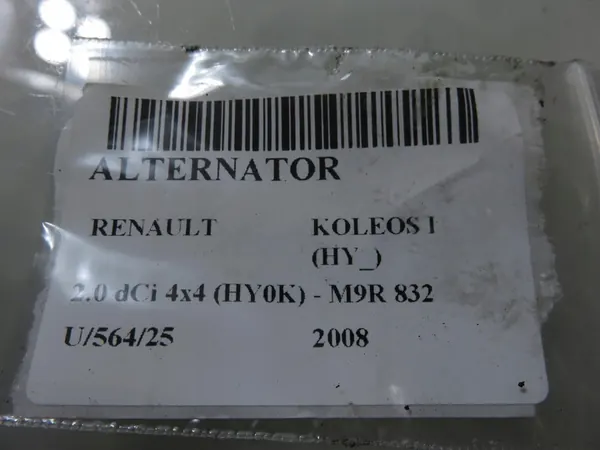 ALTERNATOR
RENAULT KOLEOS I
(HY_)
2.0 dCi 4x4 (HY0K) - M9R 832
U/564/25 2008